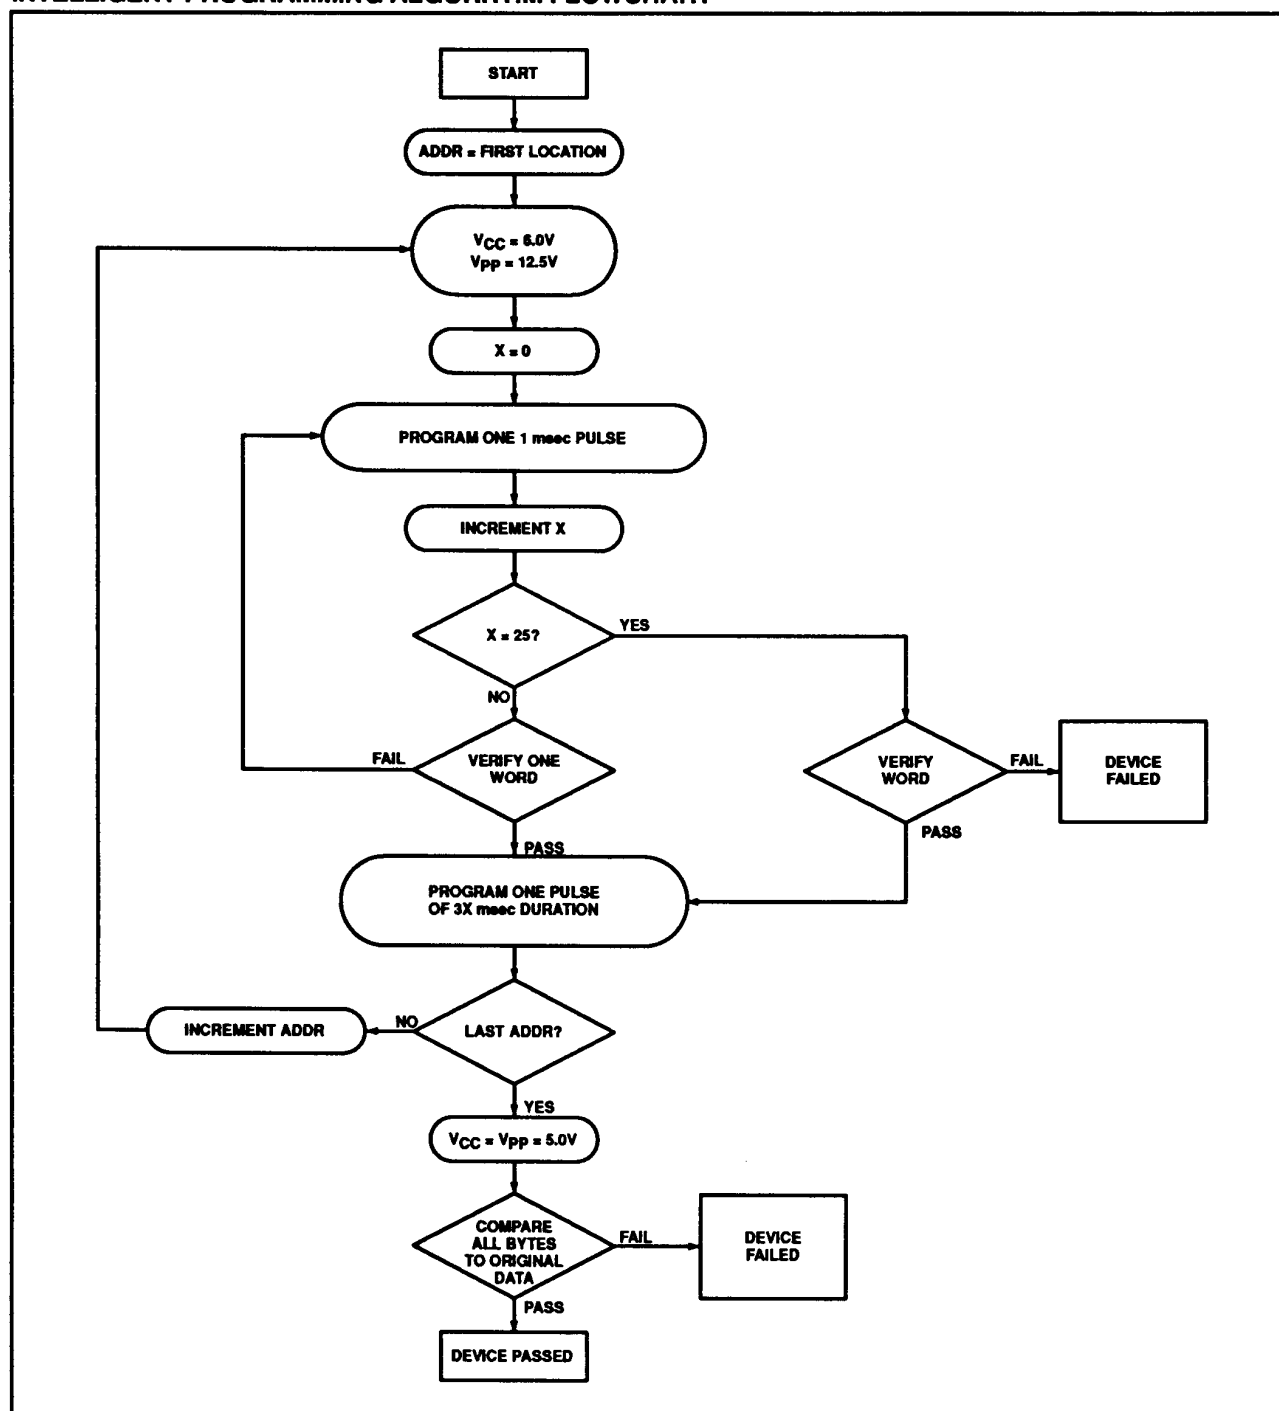 START
ADDR = FIRST LOCATION
VCC = 6.0V
Vpp = 12.5V
X = 0
PROGRAM ONE 1 msec PULSE
INCREMENT X
X = 25?
YES
NO
FAIL
VERIFY ONE
WORD
VERIFY
WORD
FAIL
DEVICE
FAILED
PASS
PASS
PROGRAM ONE PULSE
OF 3X msec DURATION
INCREMENT ADDR
NO
LAST ADDR?
YES
VCC = Vpp = 5.0V
COMPARE
ALL BYTES
TO ORIGINAL
DATA
FAIL
DEVICE
FAILED
PASS
DEVICE PASSED